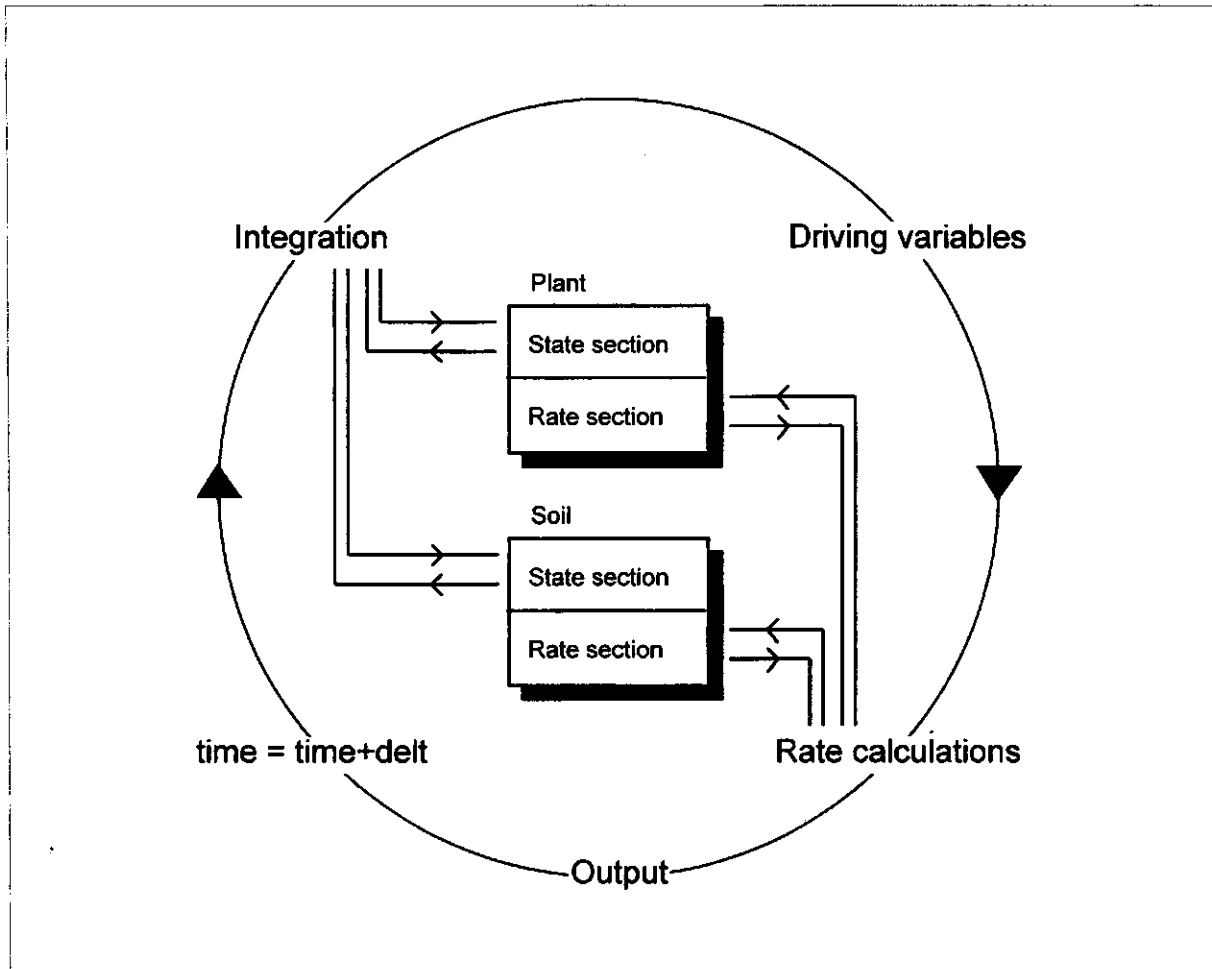 Integration
Driving variables
Plant
State section
Rate section
Soil
State section
Rate section
time = time+delt
Rate calculations
Output